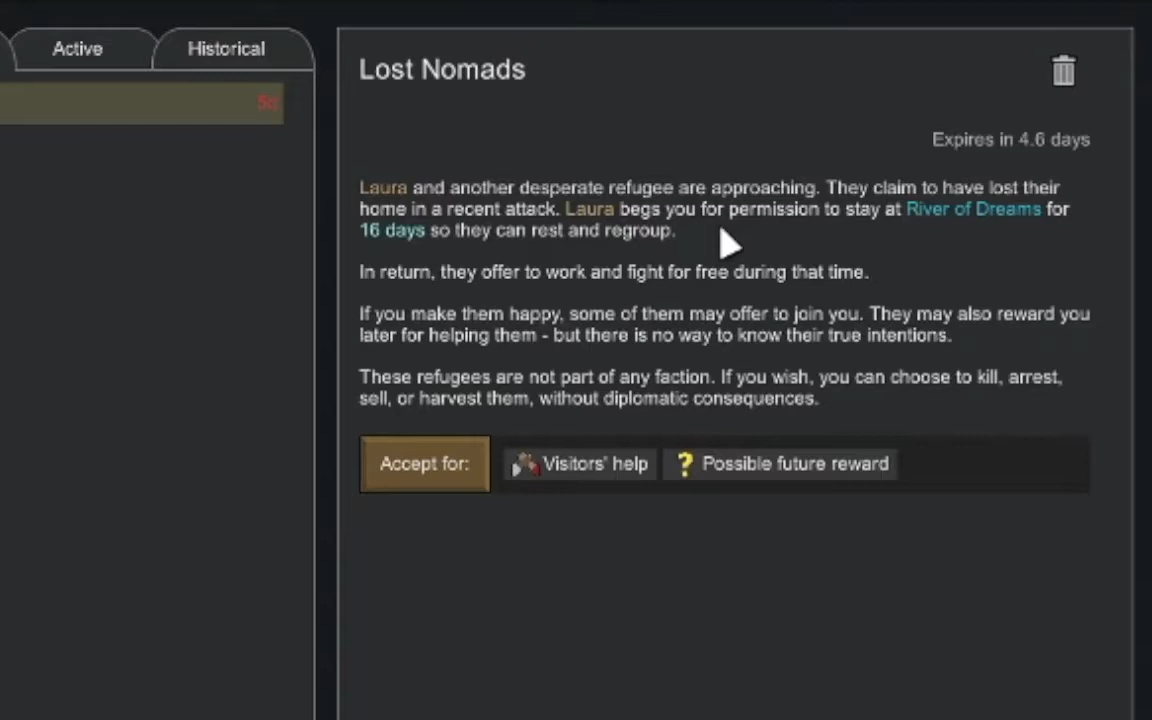 Active
Historical
Lost Nomads
5d
Expires in 4.6 days
Laura and another desperate refugee are approaching. They claim to have lost their
home in a recent attack. Laura begs you for permission to stay at River of Dreams for
16 days so they can rest and regroup.
In return, they offer to work and fight for free during that time.
If you make them happy, some of them may offer to join you. They may also reward you
later for helping them - but there is no way to know their true intentions.
These refugees are not part of any faction. If you wish, you can choose to kill, arrest,
sell, or harvest them, without diplomatic consequences.
Accept for: Visitors' help ? Possible future reward